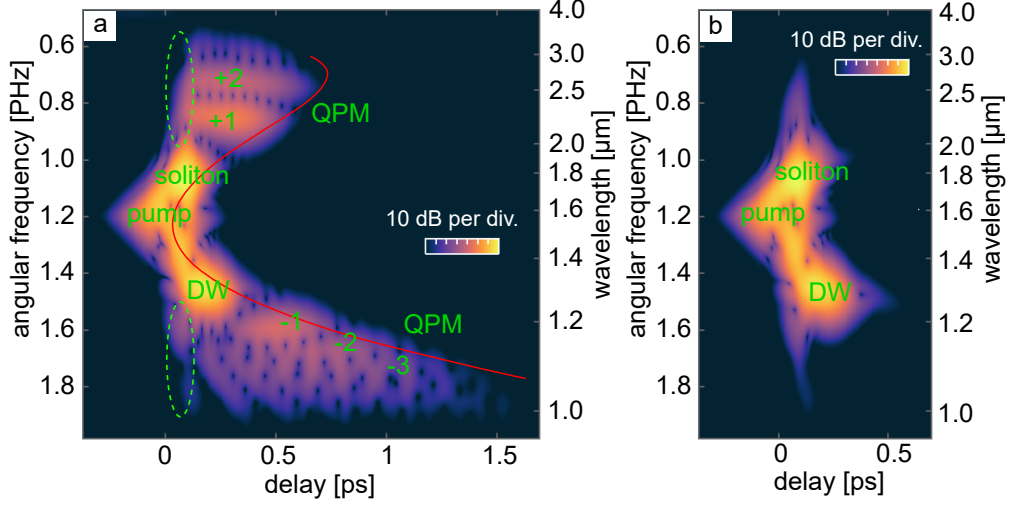 a
angular frequency [PHz]
0.6
0.8
1.0
1.2
1.4
1.6
1.8
+2
+1
QPM
soliton
pump
DW
10 dB per div.
QPM
-1
-2
-3
0
0.5
1
1.5
delay [ps]
4.0
3.0
2.5
2.0
1.8
1.6
1.4
1.2
1.0
wavelength [µm]
b
angular frequency [PHz]
0.6
0.8
1.0
1.2
1.4
1.6
1.8
10 dB per div.
soliton
pump
DW
0
0.5
delay [ps]
4.0
3.0
2.5
2.0
1.8
1.6
1.4
1.2
1.0
wavelength [µm]